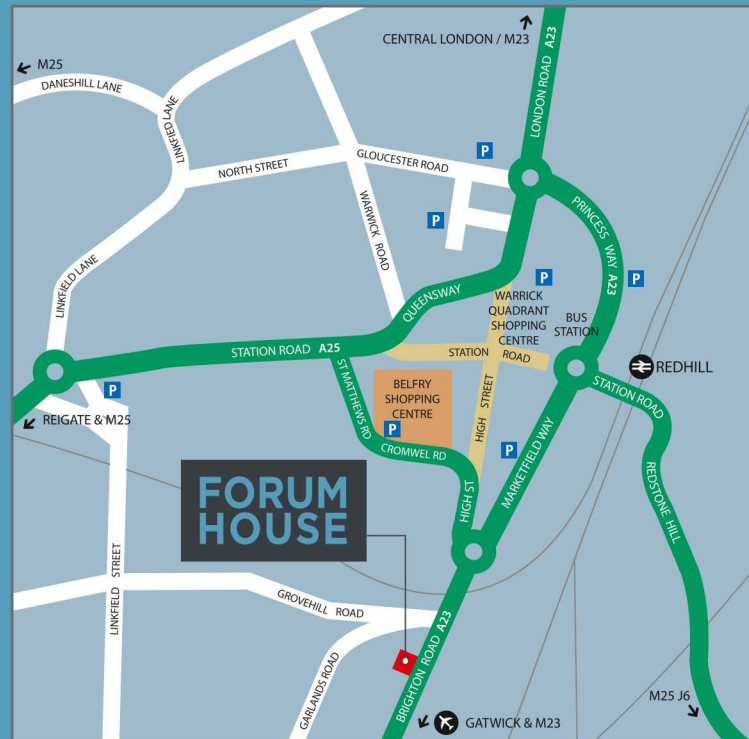 CENTRAL LONDON / M23
LONDON ROAD A23
M25
DANESHILL LANE
LINKFIELD LANE
NORTH STREET
GLOUCESTER ROAD
P
WARWICK ROAD
P
PRINCESS WAY A23
P
P
LINKFIELD LANE
QUEENSWAY
WARRICK
QUADRANT
SHOPPING
CENTRE
BUS
STATION
STATION ROAD A25
STATION ROAD
REDHILL
STATION ROAD
ST MATTHEWS RD
BELFRY
SHOPPING
CENTRE
P
HIGH STREET
P
REIGATE & M25
P
CROMWEL RD
MARKETFIELD WAY
REDSTONE HILL
FORUM
HOUSE
HIGH ST
LINKFIELD STREET
GROVEHILL ROAD
GARLANDS ROAD
BRIGHTON ROAD A23
M25 J6
GATWICK & M23